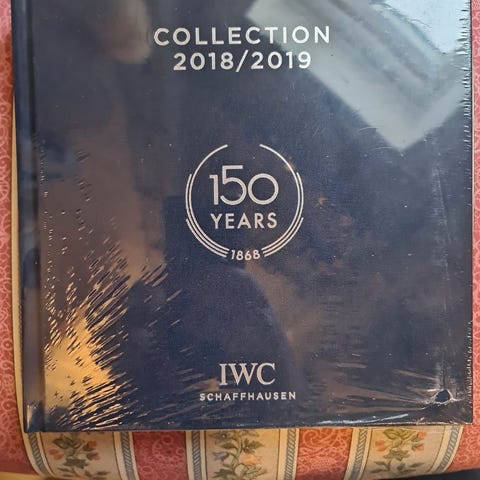 COLLECTION
2018/2019
150
YEARS
1868
IWC
SCHAFFHAUSEN